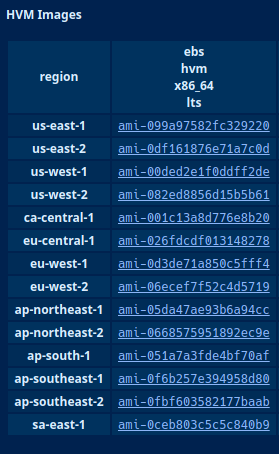 HVM Images
region
ebs
hvm
x86_64
lts
us-east-1 ami-099a97582fc329220
us-east-2 ami-0df161876e71a7c0d
us-west-1 ami-00ded2e1f0ddff2de
us-west-2 ami-082ed8856d15b5b61
ca-central-1 ami-001c13a8d776e8b20
eu-central-1 ami-026fdcdf013148278
eu-west-1 ami-0d3de71a850c5fff4
eu-west-2 ami-06ecef7f52c4d5719
ap-northeast-1 ami-05da47ae93b6a94cc
ap-northeast-2 ami-0668575951892ec9e
ap-south-1 ami-051a7a3fde4bf70af
ap-southeast-1 ami-0f6b257e394958d80
ap-southeast-2 ami-0fbf603582177baab
sa-east-1 ami-0ceb803c5c5c840b9